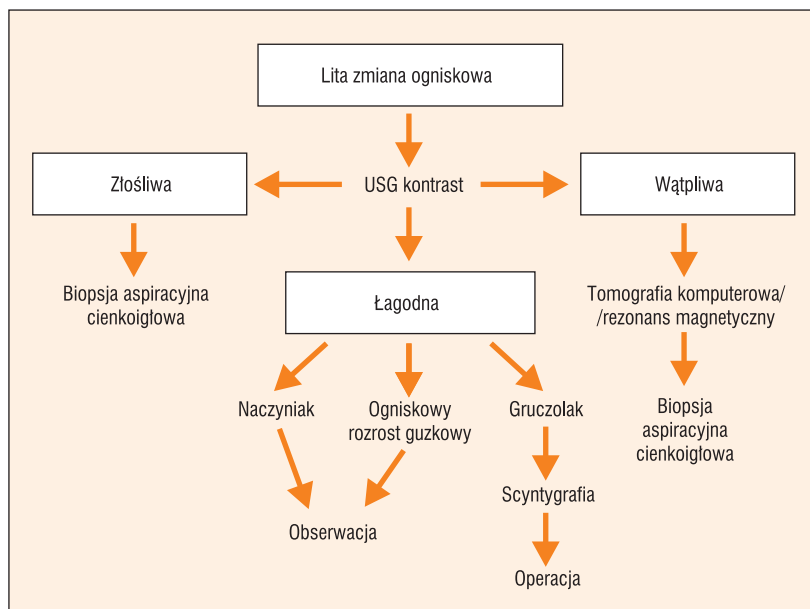 Lita zmiana ogniskowa
Złośliwa
USG kontrast
Wątpliwa
Biopsja aspiracyjna
cienkoigłowa
Łagodna
Tomografia komputerowa/
/rezonans magnetyczny
Naczyniak
Ogniskowy
rozrost guzkowy
Gruczolak
Biopsja
aspiracyjna
cienkoigłowa
Scyntygrafia
Obserwacja
Operacja